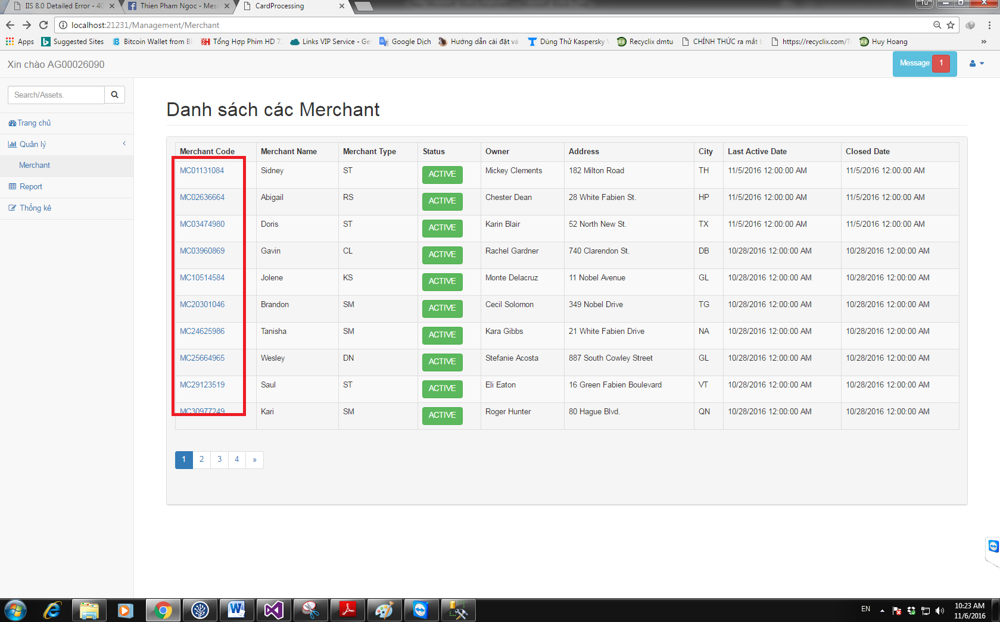 IIS 8.0 Detailed Error - 40
Thien Pham Ngoc - Mess
CardProcessing
Tu
localhost:21231/Management/Merchant
Apps
Suggested Sites
Bitcoin Wallet from Bl
Tổng Hợp Phim HD 7
Links VIP Service - Ge
Google Dịch
Hướng dẫn cài đặt và
Dùng Thử Kaspersky
Recyclix dmtu
CHÍNH THỨC ra mắt
https://recyclix.com/?
Huy Hoang
»
Xin chào AG00026090
Message 1
Search/Assets.
Trang chủ
Quản lý
Merchant
Report
Thống kê
Danh sách các Merchant
Merchant Code Merchant Name Merchant Type Status Owner Address City Last Active Date Closed Date
MC01131084 Sidney ST ACTIVE Mickey Clements 182 Milton Road TH 11/5/2016 12:00:00 AM 11/5/2016 12:00:00 AM
MC02636664 Abigail RS ACTIVE Chester Dean 28 White Fabien St. HP 11/5/2016 12:00:00 AM 11/5/2016 12:00:00 AM
MC03474980 Doris ST ACTIVE Karin Blair 52 North New St. TX 11/5/2016 12:00:00 AM 11/5/2016 12:00:00 AM
MC03960869 Gavin CL ACTIVE Rachel Gardner 740 Clarendon St. DB 10/28/2016 12:00:00 AM 10/28/2016 12:00:00 AM
MC10514584 Jolene KS ACTIVE Monte Delacruz 11 Nobel Avenue GL 10/28/2016 12:00:00 AM 10/28/2016 12:00:00 AM
MC20301046 Brandon SM ACTIVE Cecil Solomon 349 Nobel Drive TG 10/28/2016 12:00:00 AM 10/28/2016 12:00:00 AM
MC24625986 Tanisha SM ACTIVE Kara Gibbs 21 White Fabien Drive NA 10/28/2016 12:00:00 AM 10/28/2016 12:00:00 AM
MC25664965 Wesley DN ACTIVE Stefanie Acosta 887 South Cowley Street GL 10/28/2016 12:00:00 AM 10/28/2016 12:00:00 AM
MC29123519 Saul ST ACTIVE Eli Eaton 16 Green Fabien Boulevard VT 10/28/2016 12:00:00 AM 10/28/2016 12:00:00 AM
MC30977249 Kari SM ACTIVE Roger Hunter 80 Hague Blvd. QN 10/28/2016 12:00:00 AM 10/28/2016 12:00:00 AM
1 2 3 4 »
EN
10:23 AM
11/6/2016